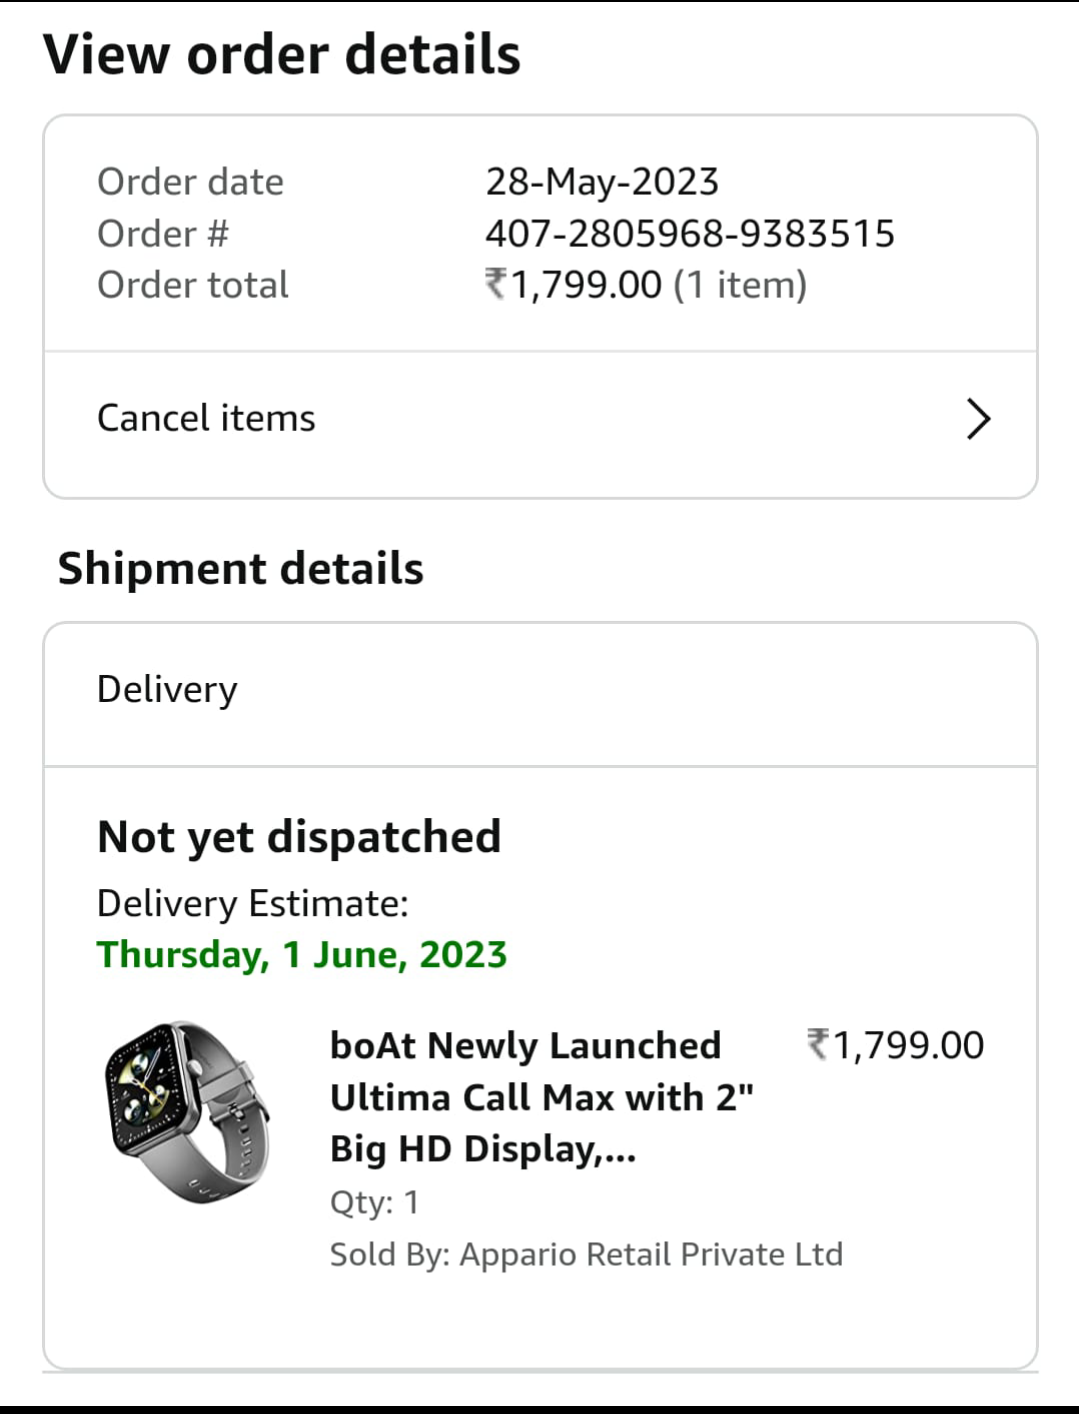 View order details
Order date 28-May-2023
Order # 407-2805968-9383515
Order total ₹1,799.00 (1 item)
Cancel items
Shipment details
Delivery
Not yet dispatched
Delivery Estimate:
Thursday, 1 June, 2023
boAt Newly Launched ₹1,799.00
Ultima Call Max with 2"
Big HD Display,...
Qty: 1
Sold By: Appario Retail Private Ltd